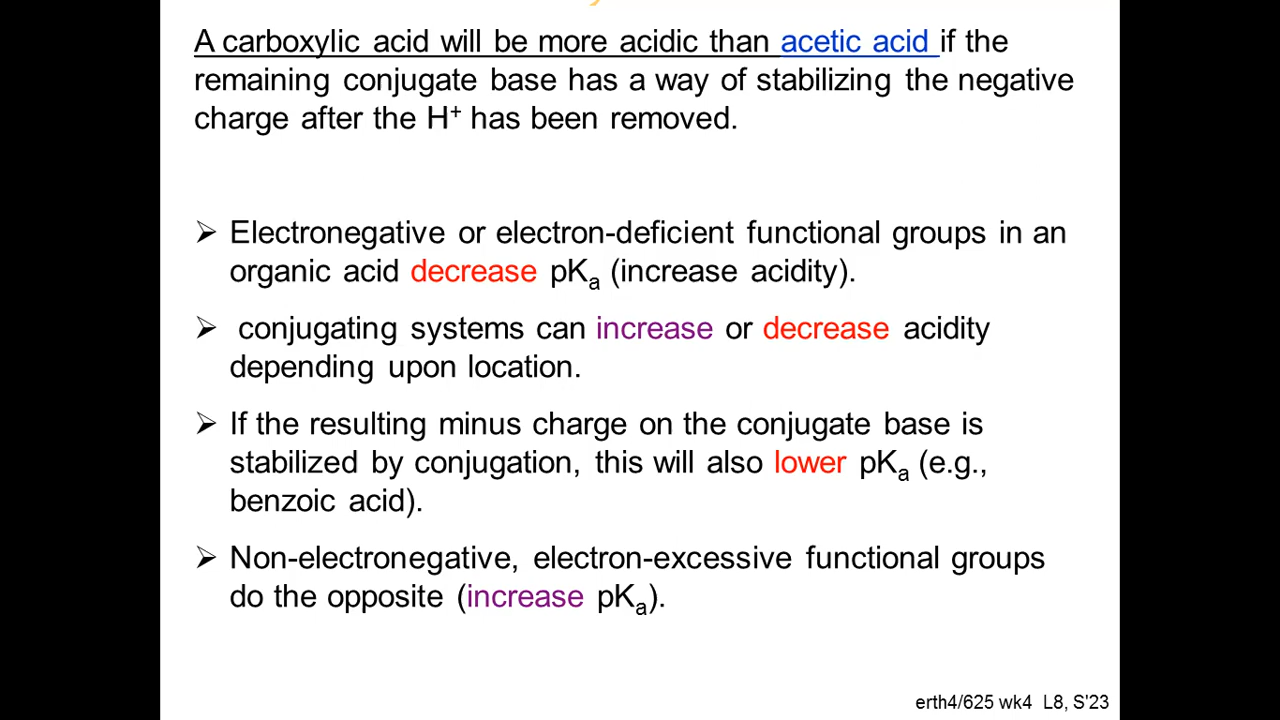 A carboxylic acid will be more acidic than acetic acid if the
remaining conjugate base has a way of stabilizing the negative
charge after the H⁺ has been removed.
➢ Electronegative or electron-deficient functional groups in an
organic acid decrease pKₐ (increase acidity).
➢ conjugating systems can increase or decrease acidity
depending upon location.
➢ If the resulting minus charge on the conjugate base is
stabilized by conjugation, this will also lower pKₐ (e.g.,
benzoic acid).
➢ Non-electronegative, electron-excessive functional groups
do the opposite (increase pKₐ).
erth4/625 wk4 L8, S'23